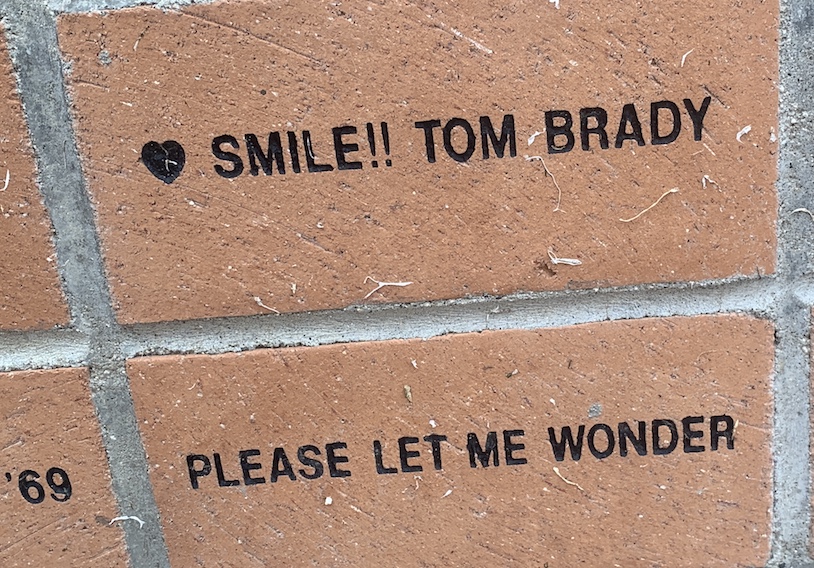 ♥ SMILE!! TOM BRADY
PLEASE LET ME WONDER
'69